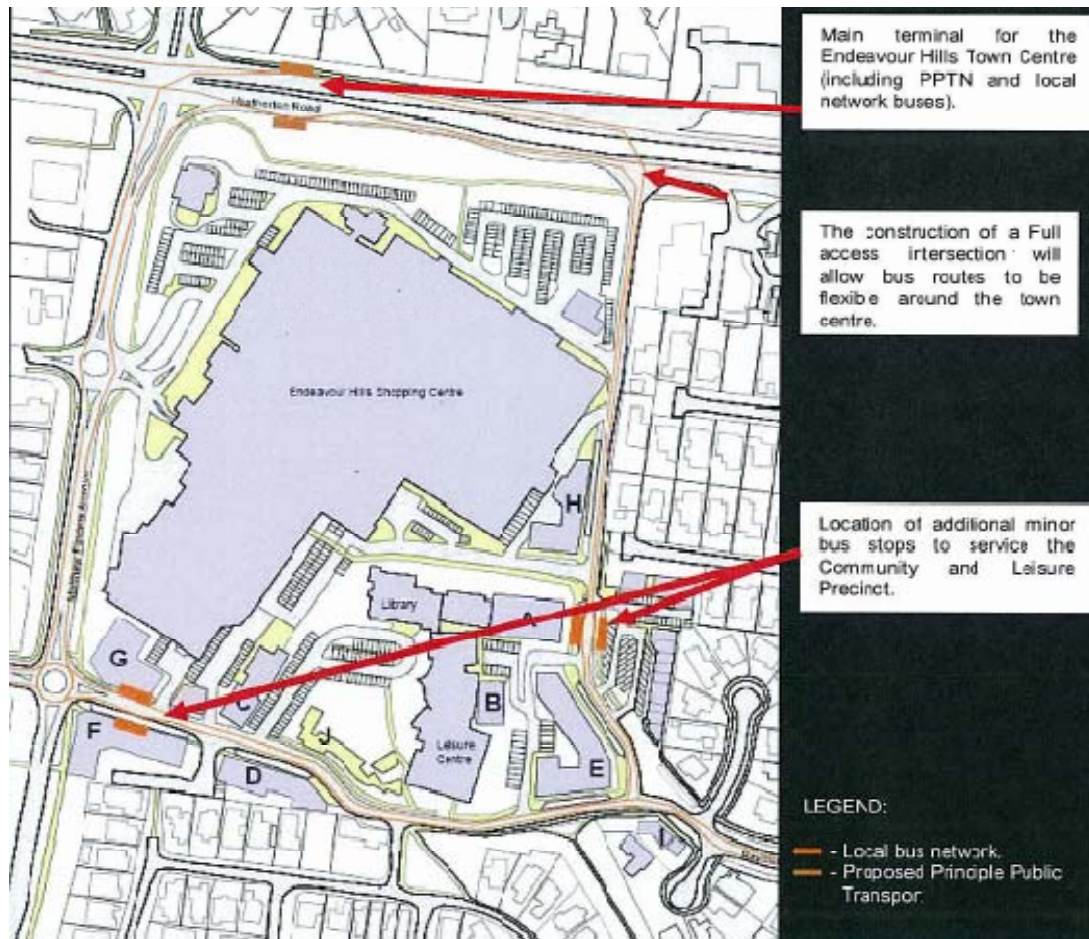 Main terminal for the
Endeavour Hills Town Centre
(including PPTN and local
network buses).
Heatherton Road
The construction of a Full
access irtersection will
allow bus routes to be
flexible around the town
centre.
Endeavour Hills Shopping Centre
H
Location of additional minor
bus stops to service the
Community and Leisure
Precinct.
Library
A
G
C
B
F
J
Leisure
Centre
E
D
I
LEGEND:
- Local bus network.
- Proposed Principle Public
Transpor